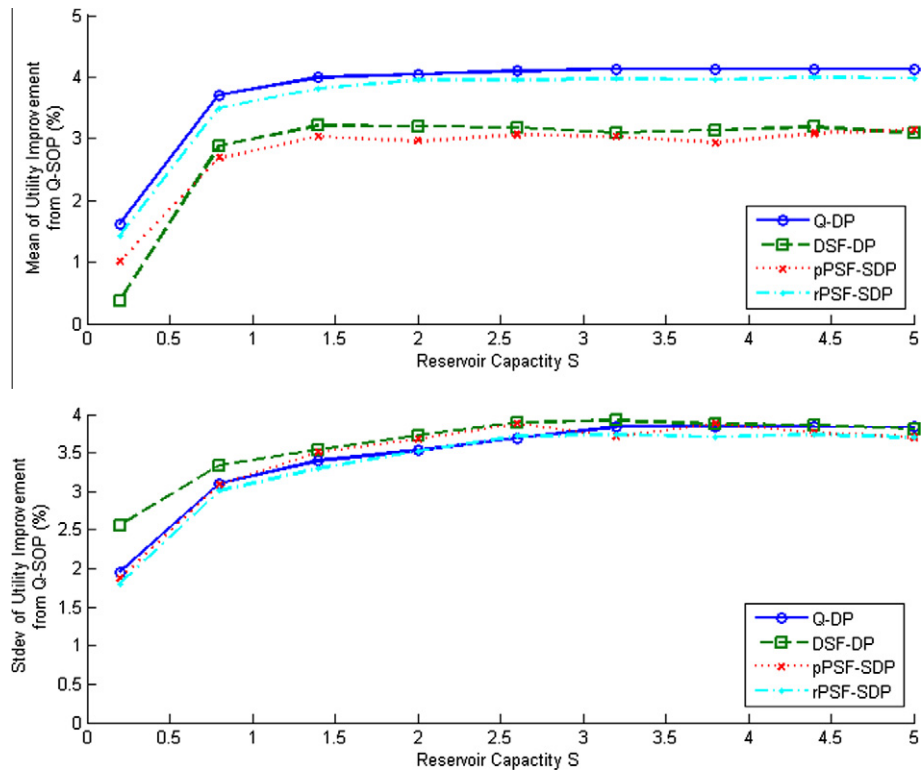 5
4
3
2
1
0
Mean of Utility Improvement
from Q-SOP (%)
Q-DP
DSF-DP
pPSF-SDP
rPSF-SDP
0 0.5 1 1.5 2 2.5 3 3.5 4 4.5 5
Reservoir Capactity S
4
3.5
3
2.5
2
1.5
1
0.5
0
Stdev of Utility Improvement
from Q-SOP (%)
Q-DP
DSF-DP
pPSF-SDP
rPSF-SDP
0 0.5 1 1.5 2 2.5 3 3.5 4 4.5 5
Reservoir Capactity S